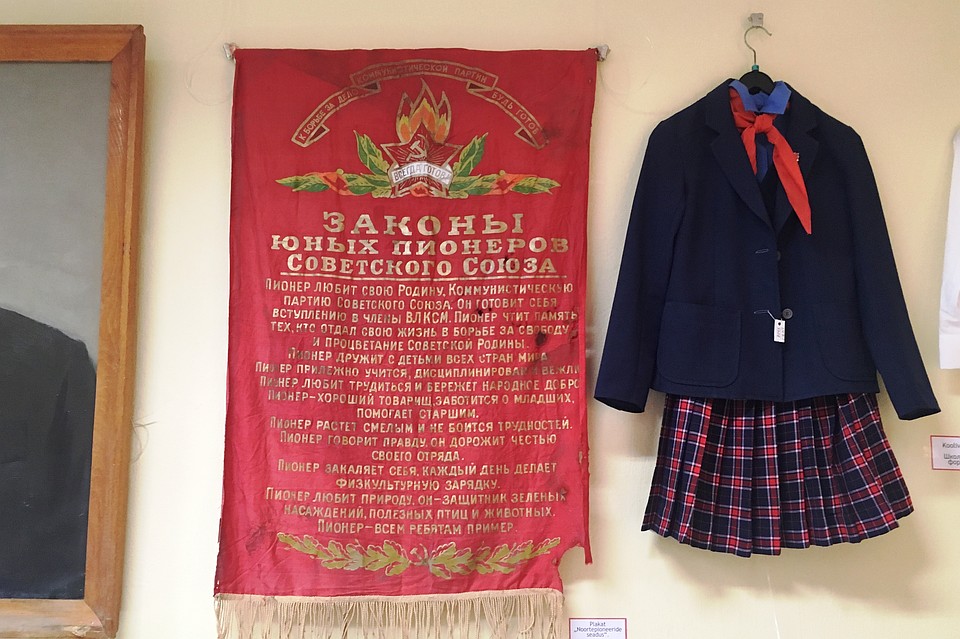 К БОРЬБЕ ЗА ДЕЛО КОММУНИСТИЧЕСКОЙ ПАРТИИ БУДЬ ГОТОВ
ВСЕГДА ГОТОВ
ЗАКОНЫ
ЮНЫХ ПИОНЕРОВ
СОВЕТСКОГО СОЮЗА
ПИОНЕР ЛЮБИТ СВОЮ РОДИНУ, КОММУНИСТИЧЕСКУЮ
ПАРТИЮ СОВЕТСКОГО СОЮЗА. ОН ГОТОВИТ СЕБЯ
ВСТУПЛЕНИЮ В ЧЛЕНЫ ВЛКСМ. ПИОНЕР ЧТИТ ПАМЯТЬ
ТЕХ, КТО ОТДАЛ СВОЮ ЖИЗНЬ В БОРЬБЕ ЗА СВОБОДУ
И ПРОЦВЕТАНИЕ СОВЕТСКОЙ РОДИНЫ.
ПИОНЕР ДРУЖИТ С ДЕТЬМИ ВСЕХ СТРАН МИРА.
ПИОНЕР ПРИЛЕЖНО УЧИТСЯ, ДИСЦИПЛИНИРОВАН И ВЕЖЛИ
ПИОНЕР ЛЮБИТ ТРУДИТЬСЯ И БЕРЕЖЕТ НАРОДНОЕ ДОБРО
ПИОНЕР-ХОРОШИЙ ТОВАРИЩ, ЗАБОТИТСЯ О МЛАДШИХ,
ПОМОГАЕТ СТАРШИМ.
ПИОНЕР РАСТЕТ СМЕЛЫМ И НЕ БОИТСЯ ТРУДНОСТЕЙ.
ПИОНЕР ГОВОРИТ ПРАВДУ, ОН ДОРОЖИТ ЧЕСТЬЮ
СВОЕГО ОТРЯДА.
ПИОНЕР ЗАКАЛЯЕТ СЕБЯ, КАЖДЫЙ ДЕНЬ ДЕЛАЕТ
ФИЗКУЛЬТУРНУЮ ЗАРЯДКУ.
ПИОНЕР ЛЮБИТ ПРИРОДУ, ОН-ЗАЩИТНИК ЗЕЛЕНЫХ
НАСАЖДЕНИЙ, ПОЛЕЗНЫХ ПТИЦ И ЖИВОТНЫХ.
ПИОНЕР-ВСЕМ РЕБЯТАМ ПРИМЕР.
Plakat
„Noortepioneeride
seadus"